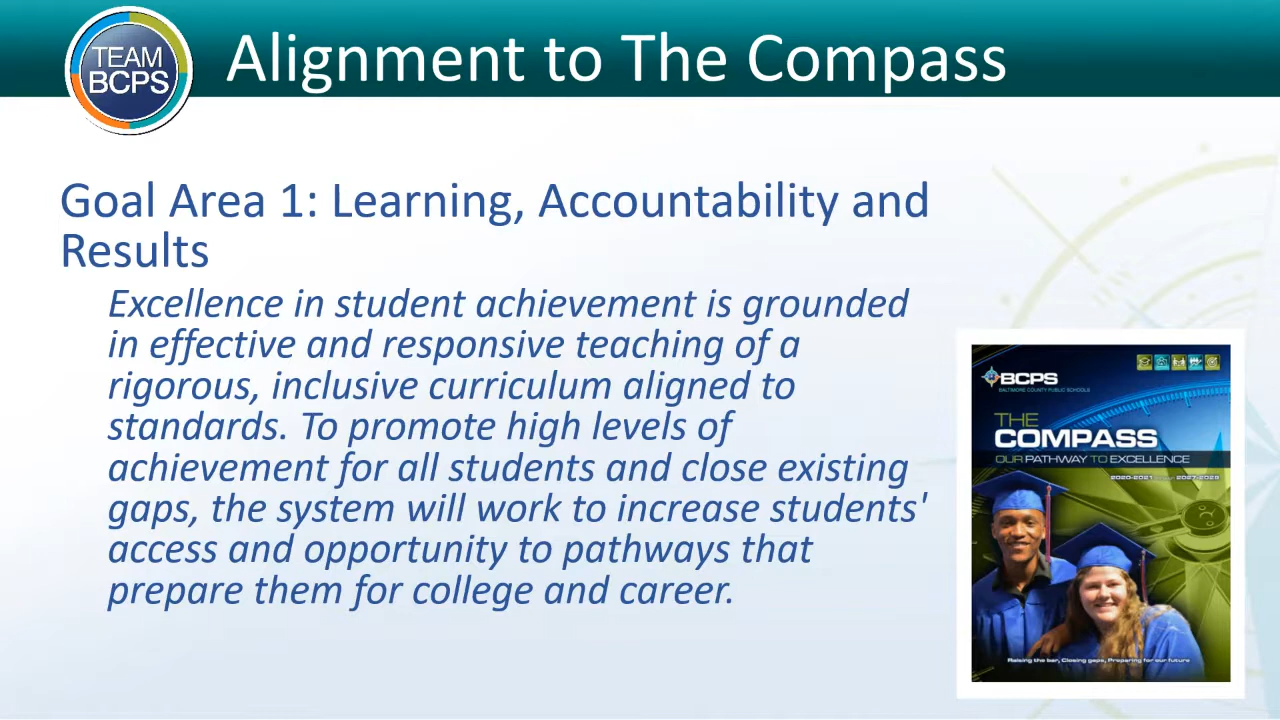 TEAM
BCPS
Alignment to The Compass
Goal Area 1: Learning, Accountability and
Results
Excellence in student achievement is grounded
in effective and responsive teaching of a
rigorous, inclusive curriculum aligned to
standards. To promote high levels of
achievement for all students and close existing
gaps, the system will work to increase students'
access and opportunity to pathways that
prepare them for college and career.
BCPS
BALTIMORE COUNTY PUBLIC SCHOOLS
THE
COMPASS
OUR PATHWAY TO EXCELLENCE
2020-2021 2027-2028
Raising the bar, Closing gaps, Preparing for our future